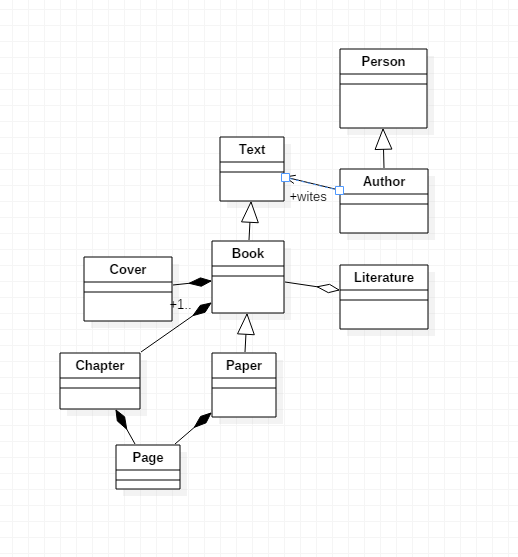 Person
Text
Author
+wites
Book
Cover
Literature
+1..
Chapter
Paper
Page